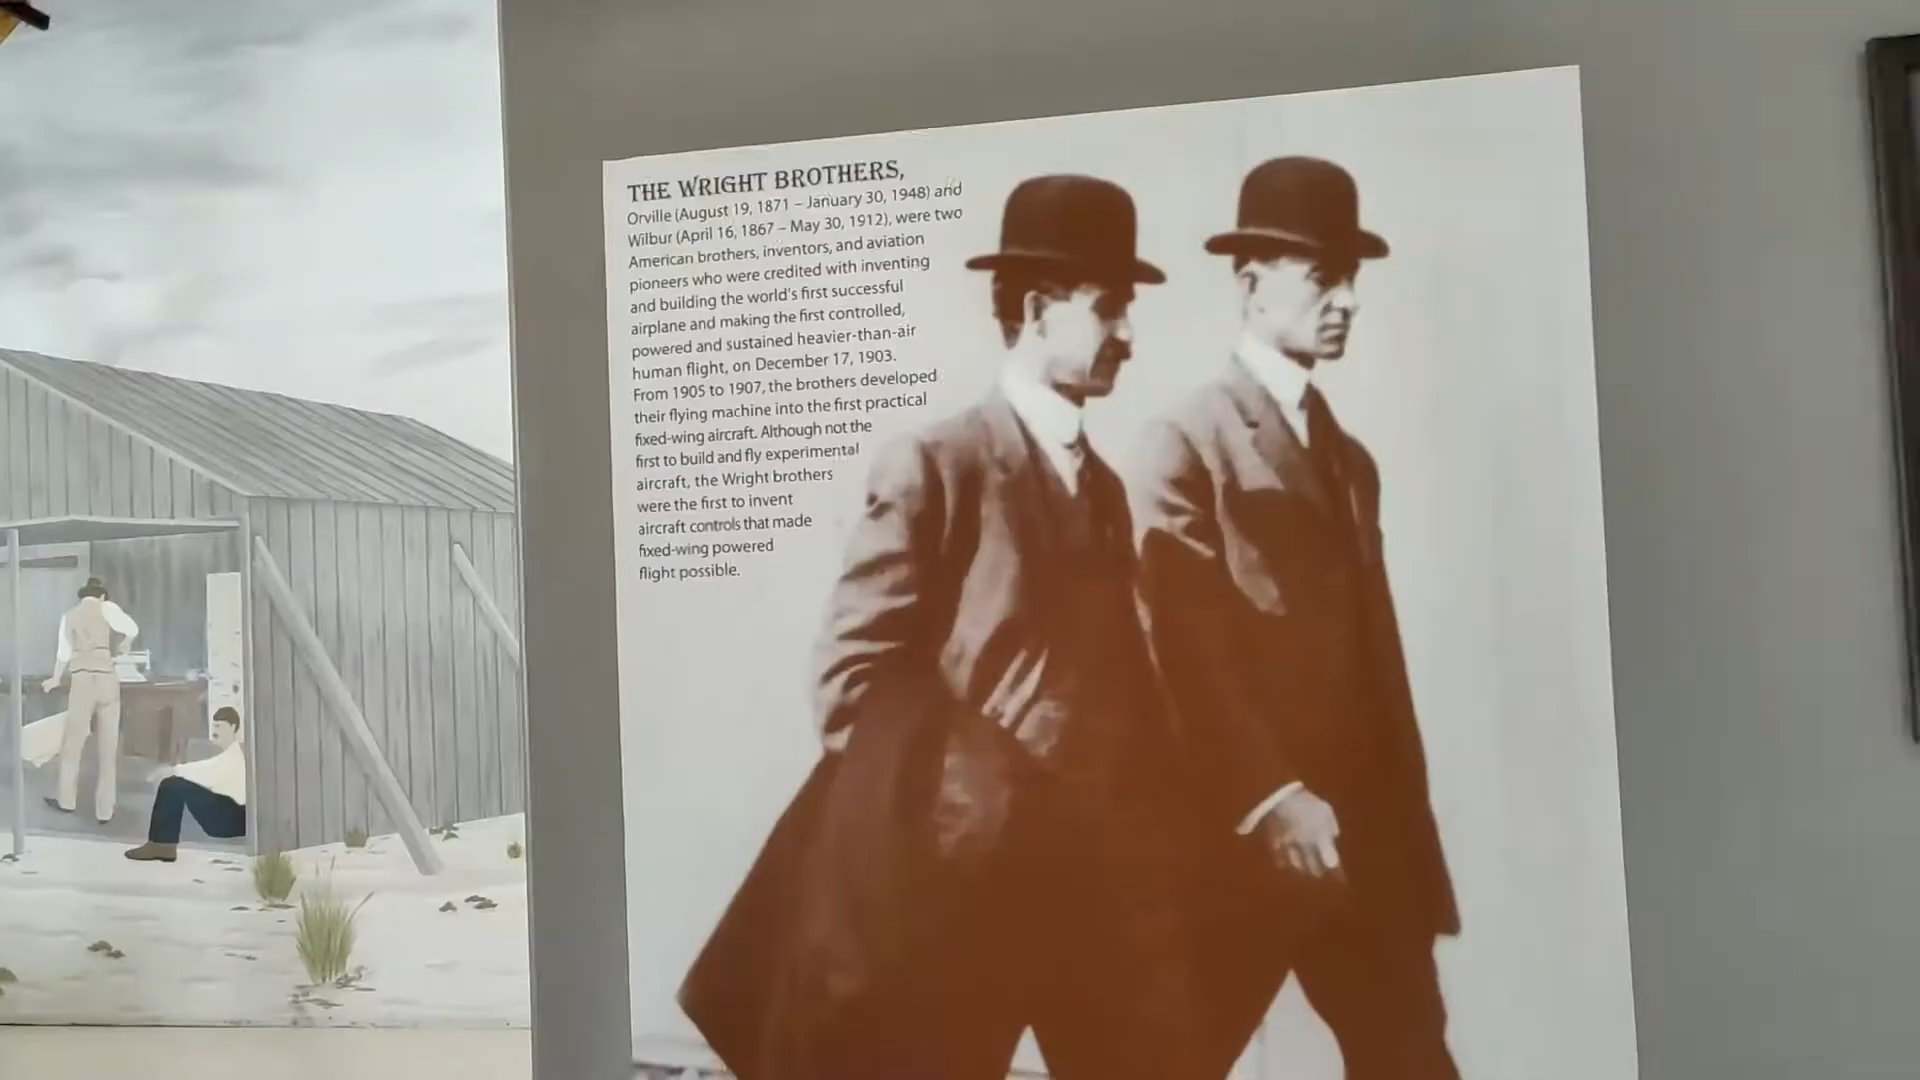 THE WRIGHT BROTHERS,
Orville (August 19, 1871 – January 30, 1948) and
Wilbur (April 16, 1867 – May 30, 1912), were two
American brothers, inventors, and aviation
pioneers who were credited with inventing
and building the world's first successful
airplane and making the first controlled,
powered and sustained heavier-than-air
human flight, on December 17, 1903.
From 1905 to 1907, the brothers developed
their flying machine into the first practical
fixed-wing aircraft. Although not the
first to build and fly experimental
aircraft, the Wright brothers
were the first to invent
aircraft controls that made
fixed-wing powered
flight possible.